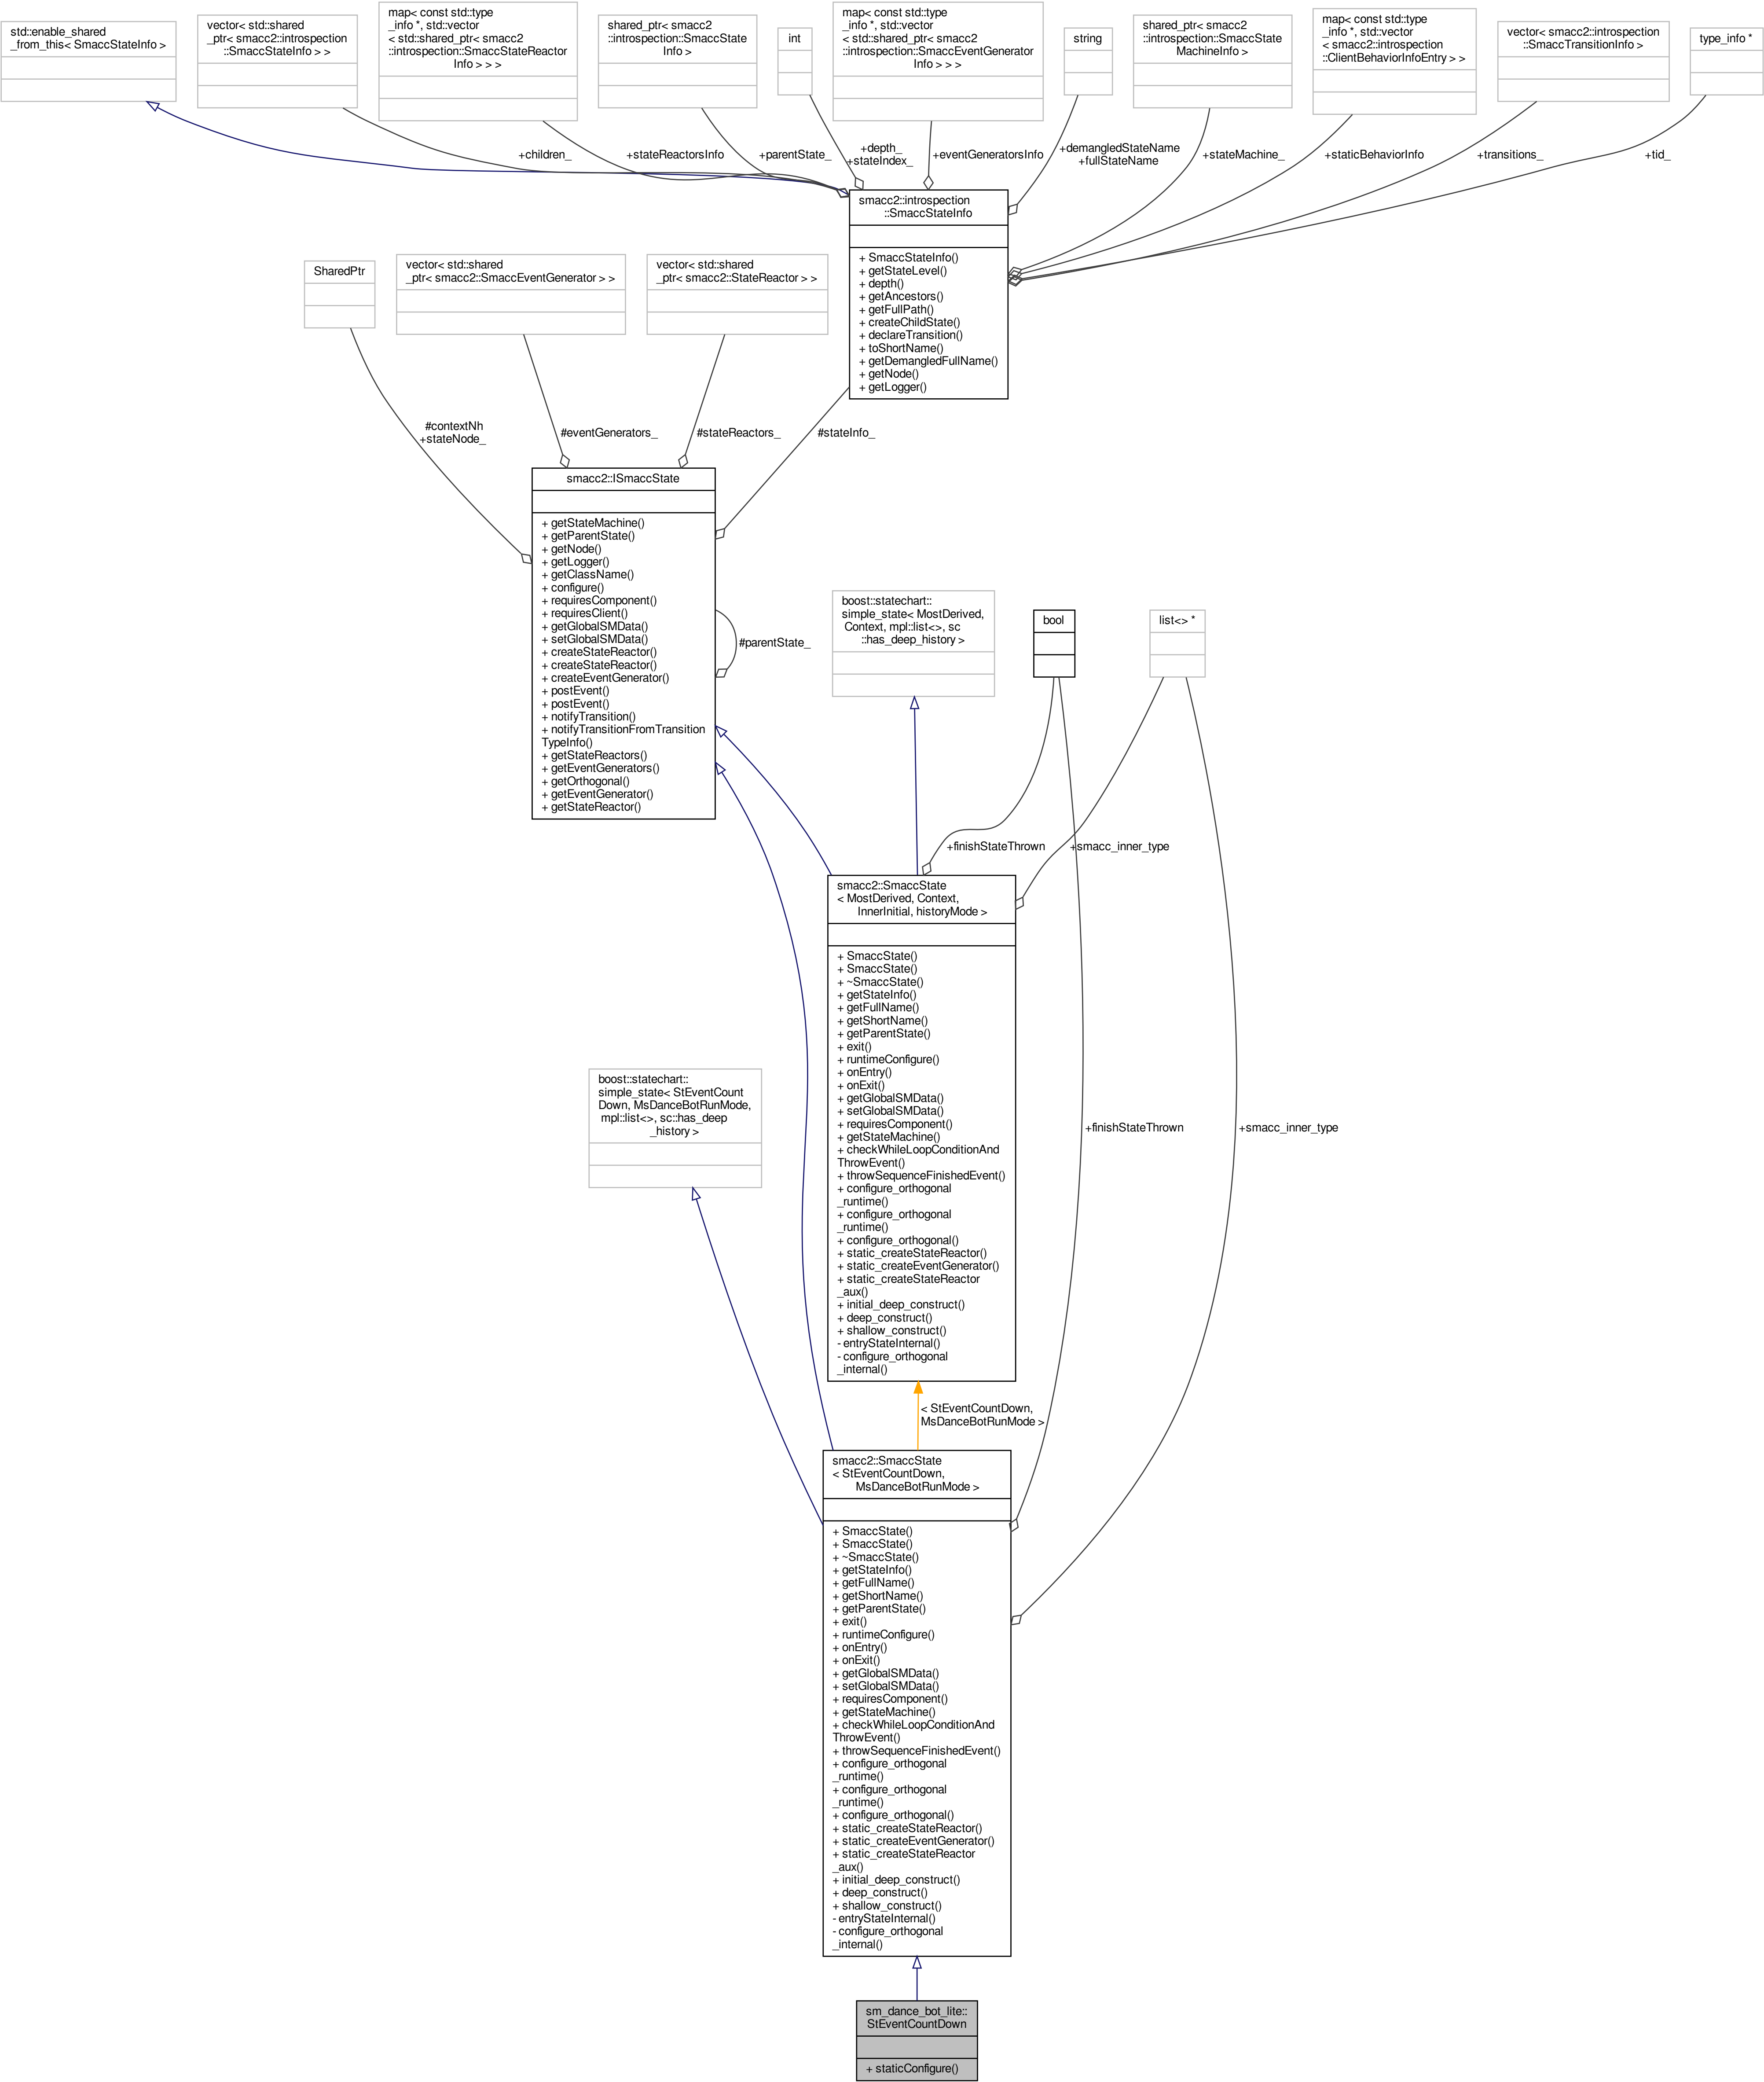 std::enable_shared
_from_this< SmaccStateInfo >
vector< std::shared
_ptr< smacc2::introspection
::SmaccStateInfo > >
map< const std::type
_info *, std::vector
< std::shared_ptr< smacc2
::introspection::SmaccStateReactor
Info > > >
shared_ptr< smacc2
::introspection::SmaccState
Info >
int
map< const std::type
_info *, std::vector
< std::shared_ptr< smacc2
::introspection::SmaccEventGenerator
Info > > >
string
shared_ptr< smacc2
::introspection::SmaccState
MachineInfo >
map< const std::type
_info *, std::vector
< smacc2::introspection
::ClientBehaviorInfoEntry > >
vector< smacc2::introspection
::SmaccTransitionInfo >
type_info *
+children_
+stateReactorsInfo
+parentState_
+depth_
+stateIndex_
+eventGeneratorsInfo
+demangledStateName
+fullStateName
+stateMachine_
+staticBehaviorInfo
+transitions_
+tid_
smacc2::introspection
::SmaccStateInfo
+ SmaccStateInfo()
+ getStateLevel()
+ depth()
+ getAncestors()
+ getFullPath()
+ createChildState()
+ declareTransition()
+ toShortName()
+ getDemangledFullName()
+ getNode()
+ getLogger()
SharedPtr
vector< std::shared
_ptr< smacc2::SmaccEventGenerator > >
vector< std::shared
_ptr< smacc2::StateReactor > >
#contextNh
+stateNode_
#eventGenerators_
#stateReactors_
#stateInfo_
smacc2::ISmaccState
+ getStateMachine()
+ getParentState()
+ getNode()
+ getLogger()
+ getClassName()
+ configure()
+ requiresComponent()
+ requiresClient()
+ getGlobalSMData()
+ setGlobalSMData()
+ createStateReactor()
+ createStateReactor()
+ createEventGenerator()
+ postEvent()
+ postEvent()
+ notifyTransition()
+ notifyTransitionFromTransition
TypeInfo()
+ getStateReactors()
+ getEventGenerators()
+ getOrthogonal()
+ getEventGenerator()
+ getStateReactor()
#parentState_
boost::statechart::
simple_state< MostDerived,
Context, mpl::list<>, sc
::has_deep_history >
bool
list<> *
+finishStateThrown
+smacc_inner_type
smacc2::SmaccState
< MostDerived, Context,
InnerInitial, historyMode >
+ SmaccState()
+ SmaccState()
+ ~SmaccState()
+ getStateInfo()
+ getFullName()
+ getShortName()
+ getParentState()
+ exit()
+ runtimeConfigure()
+ onEntry()
+ onExit()
+ getGlobalSMData()
+ setGlobalSMData()
+ requiresComponent()
+ getStateMachine()
+ checkWhileLoopConditionAnd
ThrowEvent()
+ throwSequenceFinishedEvent()
+ configure_orthogonal
_runtime()
+ configure_orthogonal
_runtime()
+ configure_orthogonal()
+ static_createStateReactor()
+ static_createEventGenerator()
+ static_createStateReactor
_aux()
+ initial_deep_construct()
+ deep_construct()
+ shallow_construct()
- entryStateInternal()
- configure_orthogonal
_internal()
boost::statechart::
simple_state< StEventCount
Down, MsDanceBotRunMode,
mpl::list<>, sc::has_deep
_history >
+finishStateThrown
+smacc_inner_type
< StEventCountDown,
MsDanceBotRunMode >
smacc2::SmaccState
< StEventCountDown,
MsDanceBotRunMode >
+ SmaccState()
+ SmaccState()
+ ~SmaccState()
+ getStateInfo()
+ getFullName()
+ getShortName()
+ getParentState()
+ exit()
+ runtimeConfigure()
+ onEntry()
+ onExit()
+ getGlobalSMData()
+ setGlobalSMData()
+ requiresComponent()
+ getStateMachine()
+ checkWhileLoopConditionAnd
ThrowEvent()
+ throwSequenceFinishedEvent()
+ configure_orthogonal
_runtime()
+ configure_orthogonal
_runtime()
+ configure_orthogonal()
+ static_createStateReactor()
+ static_createEventGenerator()
+ static_createStateReactor
_aux()
+ initial_deep_construct()
+ deep_construct()
+ shallow_construct()
- entryStateInternal()
- configure_orthogonal
_internal()
sm_dance_bot_lite::
StEventCountDown
+ staticConfigure()